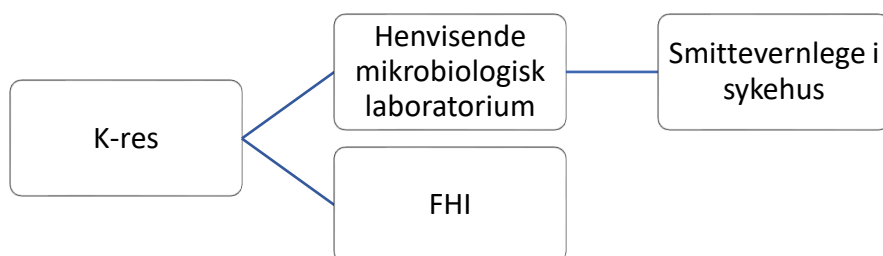 K-res
Henvisende
mikrobiologisk
laboratorium
Smittevernlege i
sykehus
FHI